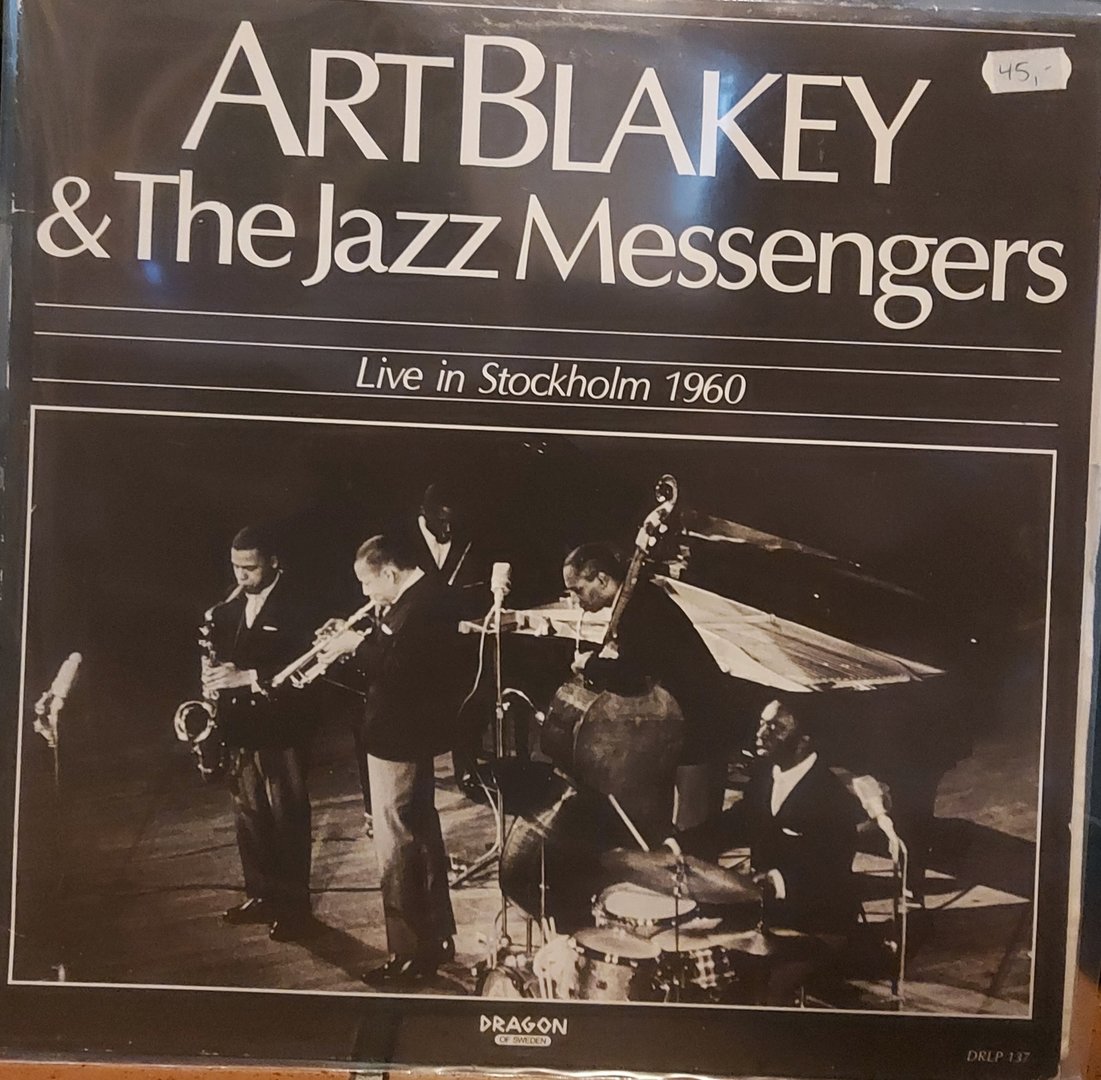 ART BLAKEY
45,-
& The Jazz Messengers
Live in Stockholm 1960
DRAGON
OF SWEDEN
DRLP 137